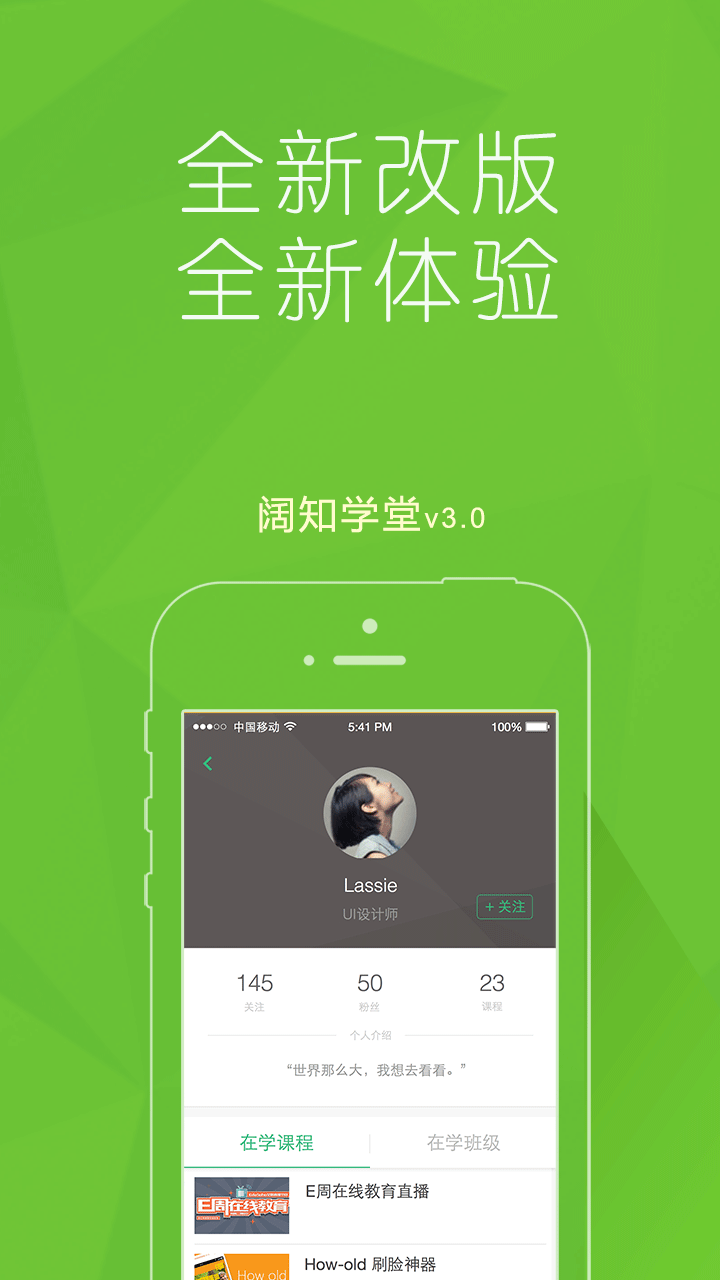 全新改版
全新体验
阔知学堂v3.0
中国移动 5:41 PM 100%
Lassie
UI设计师
+ 关注
145 50 23
关注 粉丝 课程
个人介绍
“世界那么大，我想去看看。”
在学课程 在学班级
E周在线教育
E周在线教育直播
How old
How-old 刷脸神器